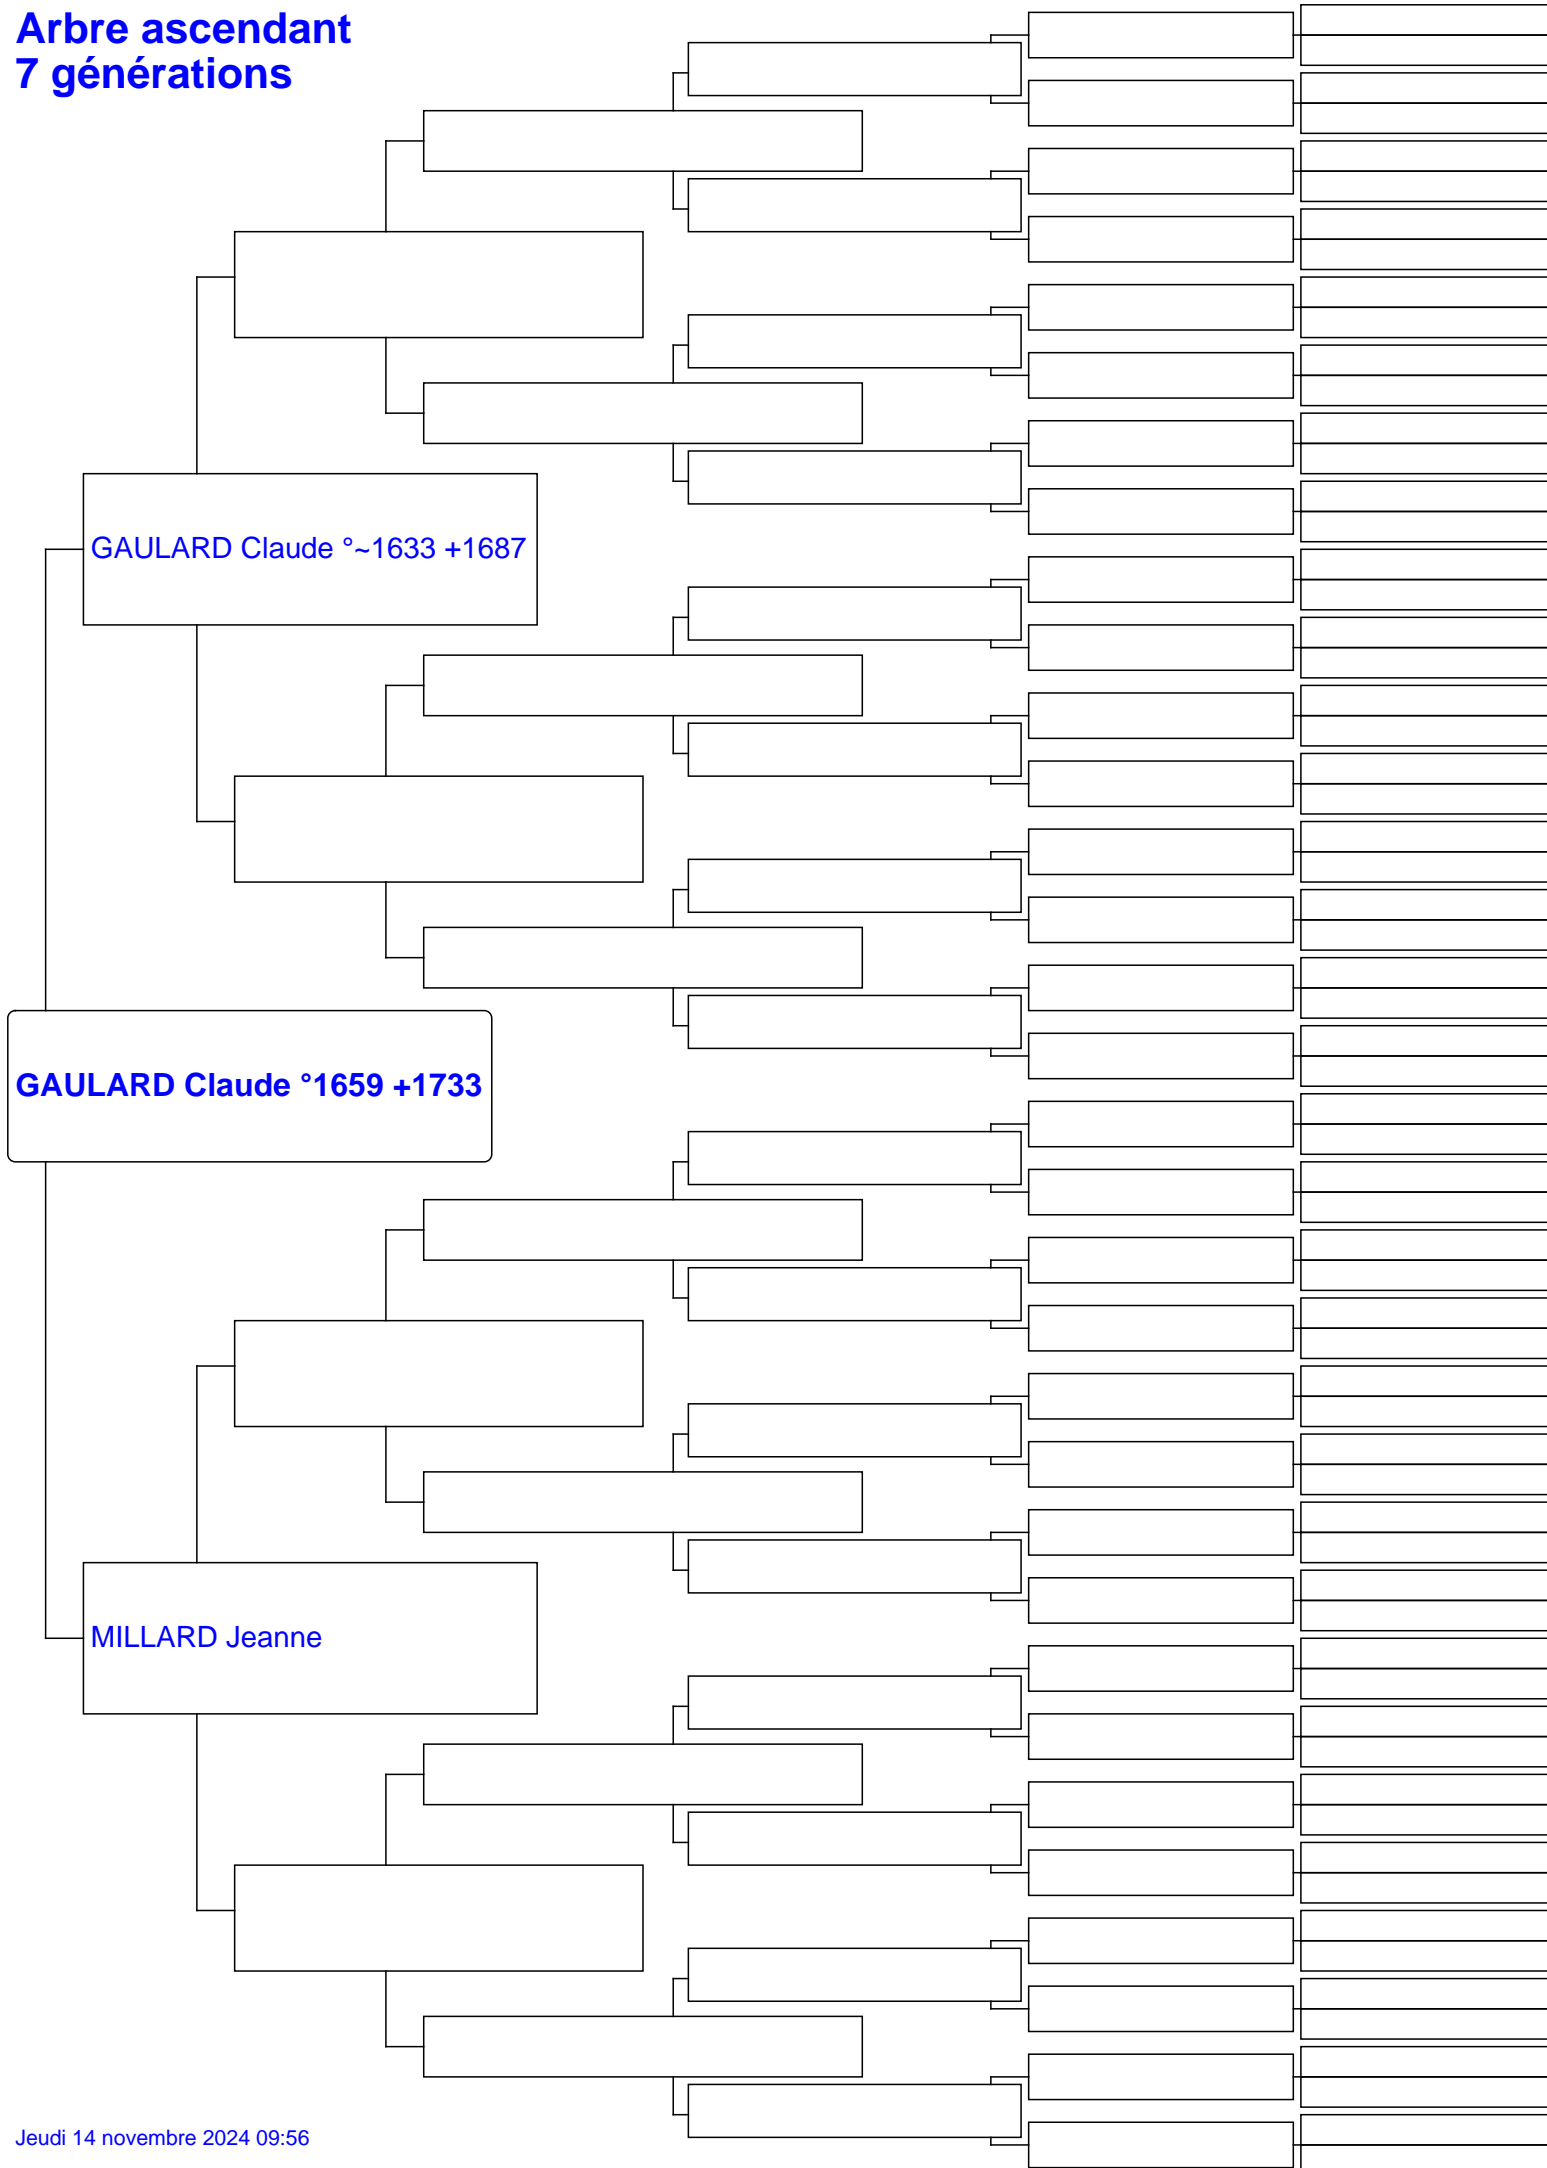 Arbre ascendant
7 générations
GAULARD Claude °~1633 +1687
GAULARD Claude °1659 +1733
MILLARD Jeanne
Jeudi 14 novembre 2024 09:56